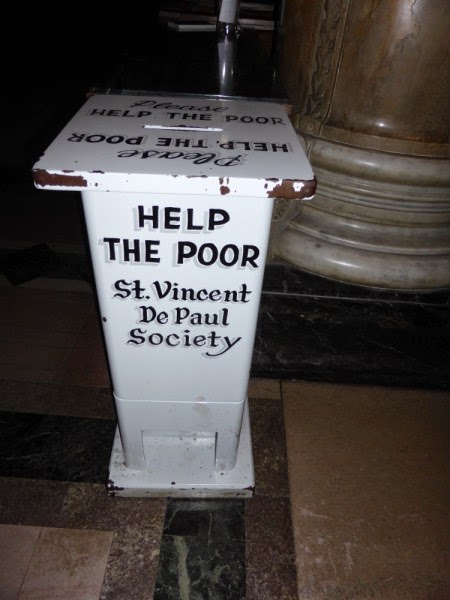 Please
HELP THE POOR
HELP THE POOR
Please
HELP
THE POOR
St. Vincent
De Paul
Society